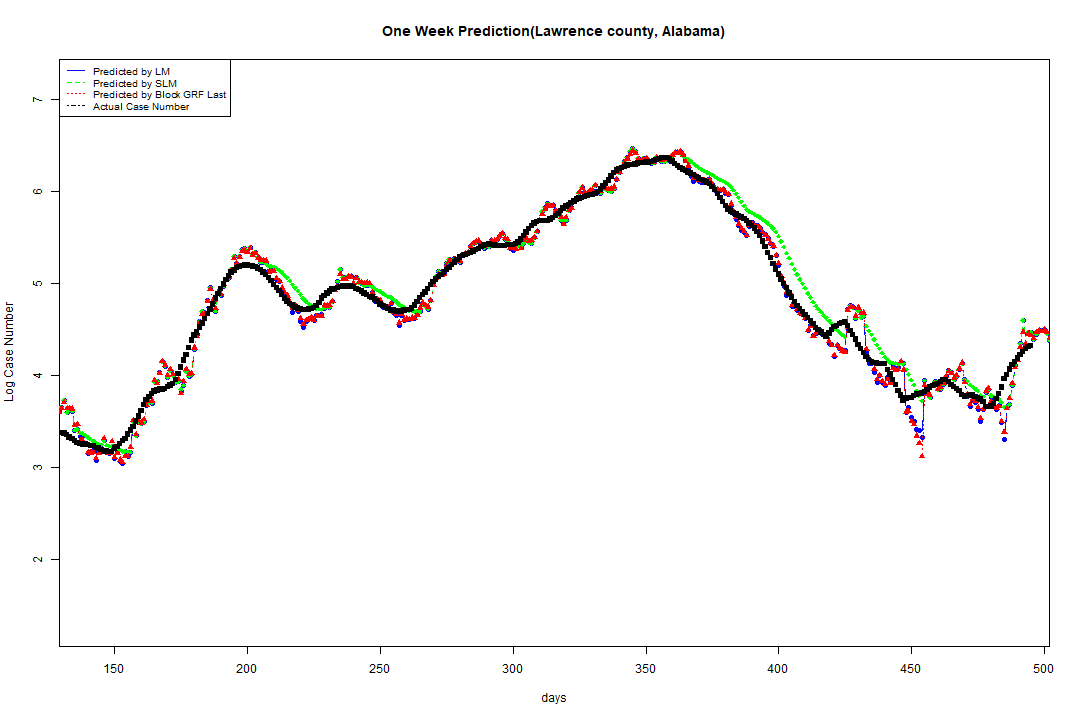 One Week Prediction(Lawrence county, Alabama)
Predicted by LM
Predicted by SLM
Predicted by Block GRF Last
Actual Case Number
7
6
5
4
3
2
Log Case Number
150 200 250 300 350 400 450 500
days